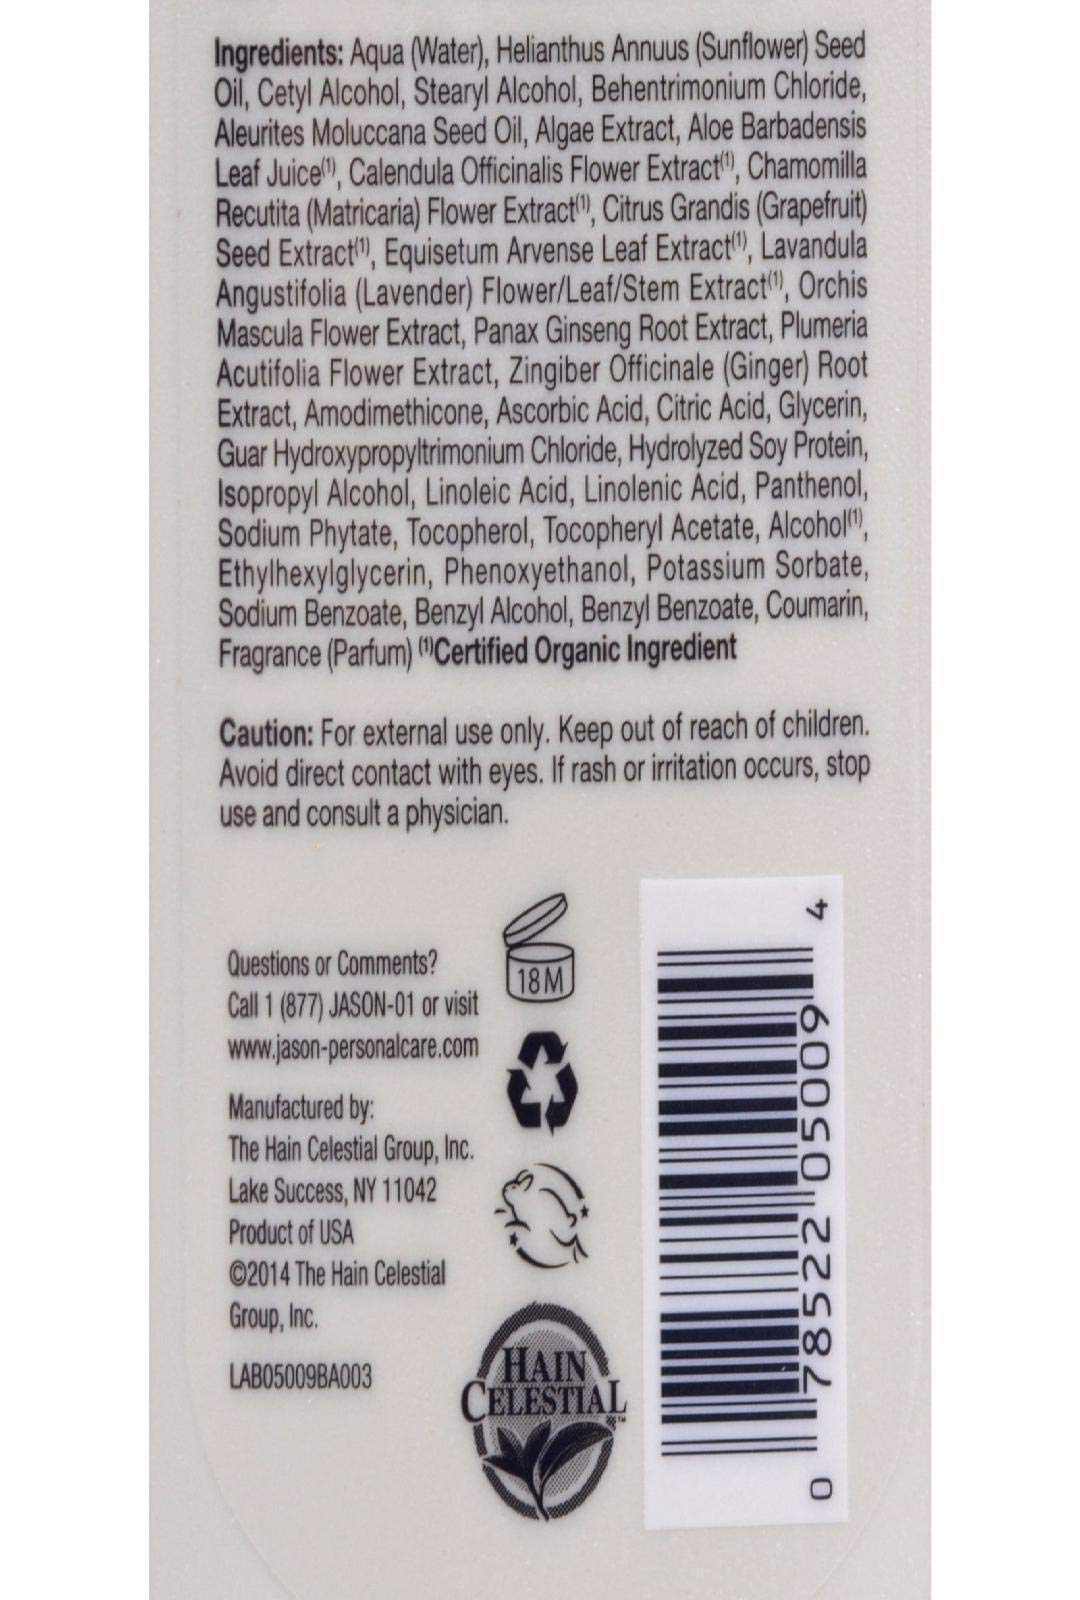 Ingredients: Aqua (Water), Helianthus Annuus (Sunflower) Seed
Oil, Cetyl Alcohol, Stearyl Alcohol, Behentrimonium Chloride,
Aleurites Moluccana Seed Oil, Algae Extract, Aloe Barbadensis
Leaf Juice(1), Calendula Officinalis Flower Extract(1), Chamomilla
Recutita (Matricaria) Flower Extract(1), Citrus Grandis (Grapefruit)
Seed Extract(1), Equisetum Arvense Leaf Extract(1), Lavandula
Angustifolia (Lavender) Flower/Leaf/Stem Extract(1), Orchis
Mascula Flower Extract, Panax Ginseng Root Extract, Plumeria
Acutifolia Flower Extract, Zingiber Officinale (Ginger) Root
Extract, Amodimethicone, Ascorbic Acid, Citric Acid, Glycerin,
Guar Hydroxypropyltrimonium Chloride, Hydrolyzed Soy Protein,
Isopropyl Alcohol, Linoleic Acid, Linolenic Acid, Panthenol,
Sodium Phytate, Tocopherol, Tocopheryl Acetate, Alcohol(1),
Ethylhexylglycerin, Phenoxyethanol, Potassium Sorbate,
Sodium Benzoate, Benzyl Alcohol, Benzyl Benzoate, Coumarin,
Fragrance (Parfum) (1)Certified Organic Ingredient
Caution: For external use only. Keep out of reach of children.
Avoid direct contact with eyes. If rash or irritation occurs, stop
use and consult a physician.
Questions or Comments?
Call 1 (877) JASON-01 or visit
www.jason-personalcare.com
Manufactured by:
The Hain Celestial Group, Inc.
Lake Success, NY 11042
Product of USA
©2014 The Hain Celestial
Group, Inc.
LAB05009BA003
18M
HAIN
CELESTIAL™
0 78522 05009 4